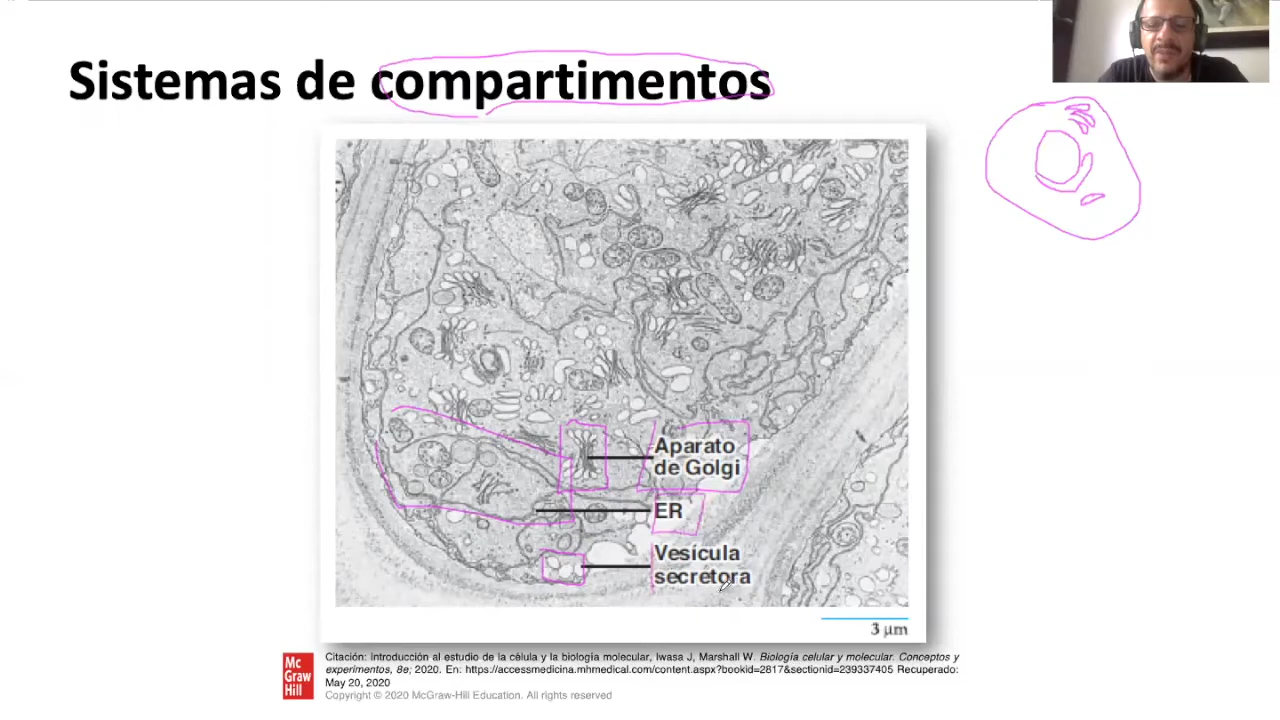 Sistemas de compartimentos
Aparato
de Golgi
ER
Vesícula
secretora
3 µm
Mc
Graw
Hill
Citación: Introducción al estudio de la célula y la biología molecular, Iwasa J, Marshall W. Biología celular y molecular. Conceptos y
experimentos, 8e; 2020. En: https://accessmedicina.mhmedical.com/content.aspx?bookid=2817&sectionid=239337405 Recuperado:
May 20, 2020
Copyright © 2020 McGraw-Hill Education. All rights reserved